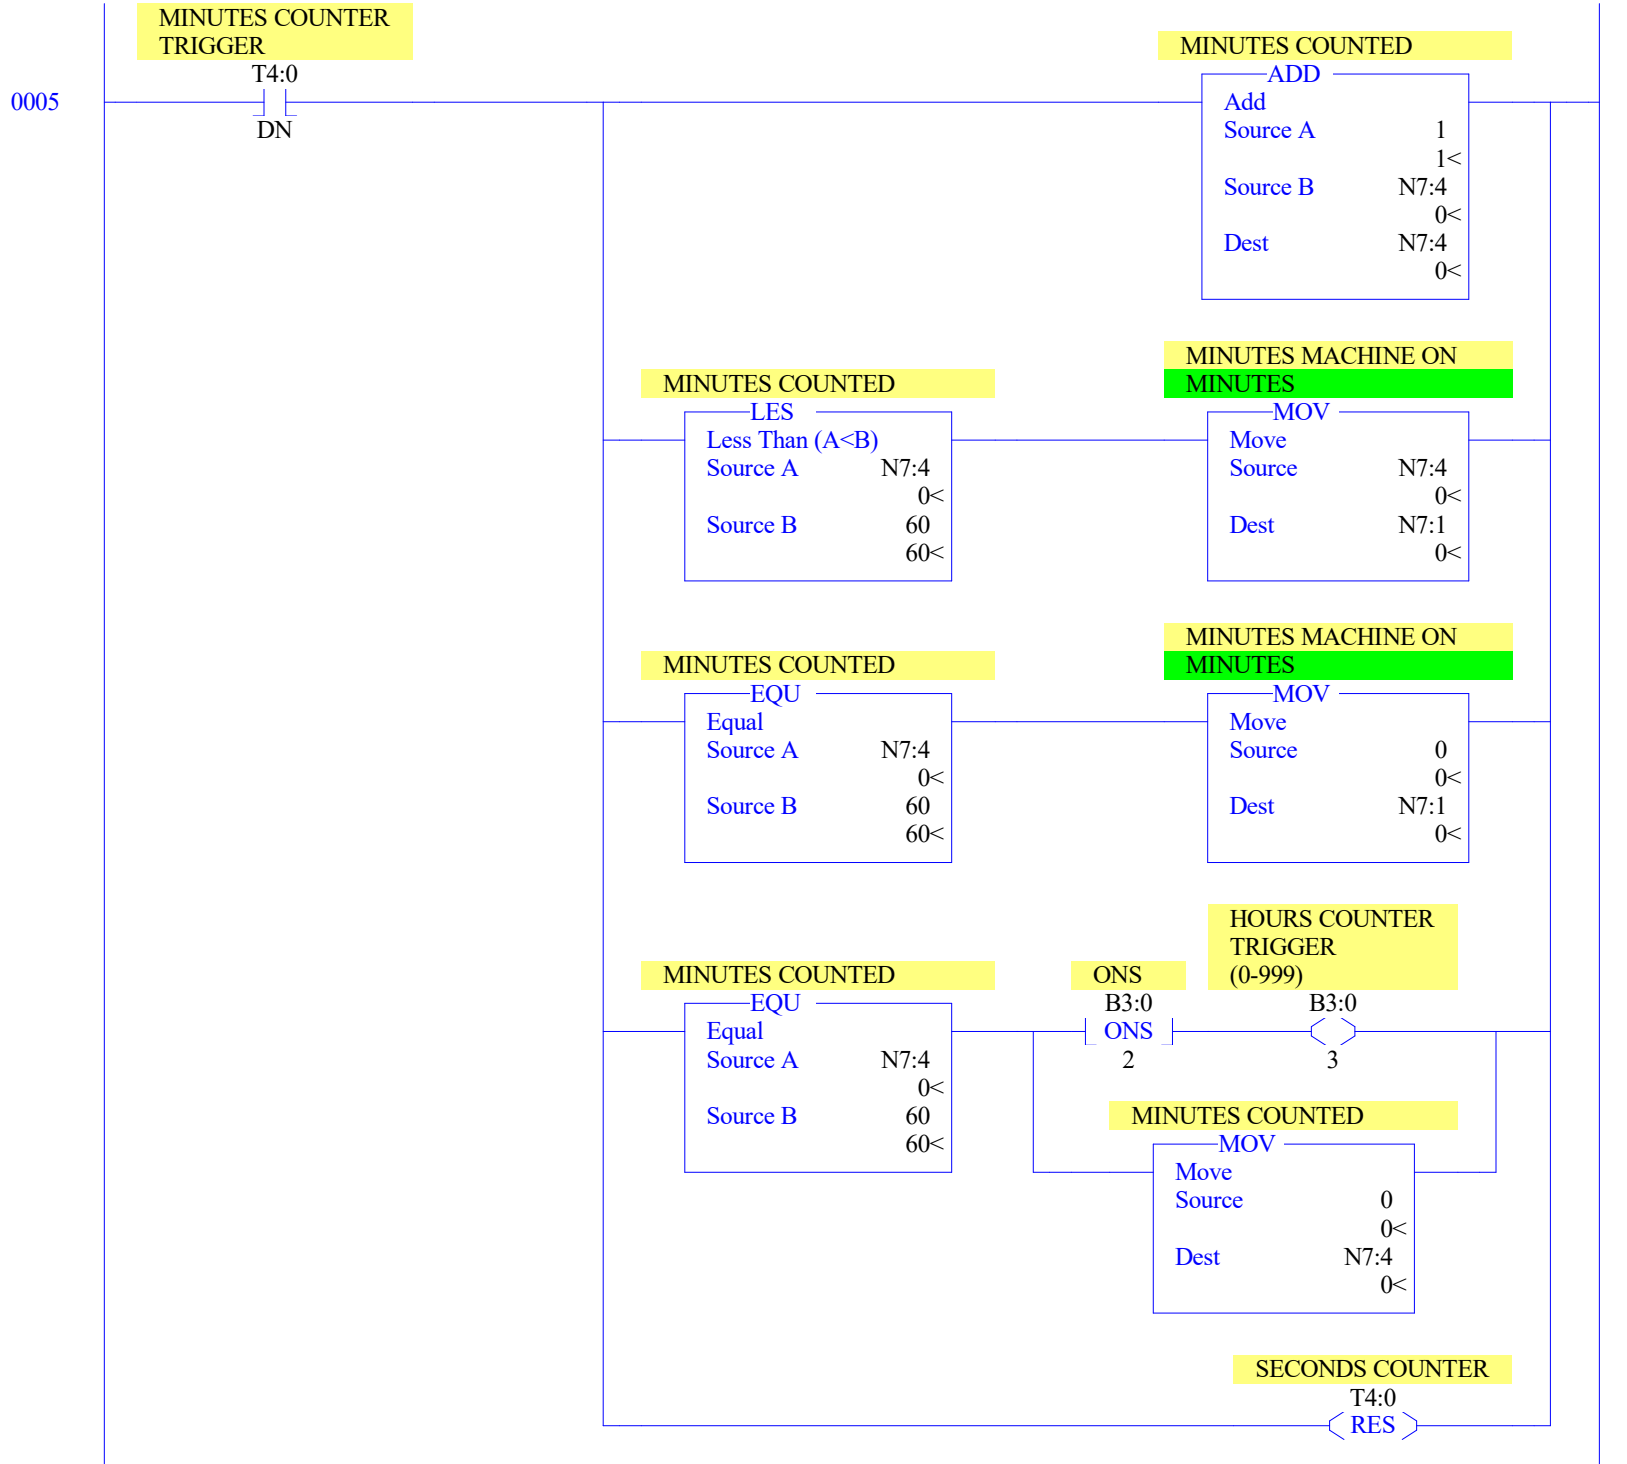 MINUTES COUNTER
TRIGGER
T4:0
DN
0005
MINUTES COUNTED
ADD
Add
Source A 1
1<
Source B N7:4
0<
Dest N7:4
0<
MINUTES COUNTED
LES
Less Than (A<B)
Source A N7:4
0<
Source B 60
60<
MINUTES MACHINE ON
MINUTES
MOV
Move
Source N7:4
0<
Dest N7:1
0<
MINUTES COUNTED
EQU
Equal
Source A N7:4
0<
Source B 60
60<
MINUTES MACHINE ON
MINUTES
MOV
Move
Source 0
0<
Dest N7:1
0<
MINUTES COUNTED
EQU
Equal
Source A N7:4
0<
Source B 60
60<
ONS
B3:0
ONS
2
HOURS COUNTER
TRIGGER
(0-999)
B3:0
3
MINUTES COUNTED
MOV
Move
Source 0
0<
Dest N7:4
0<
SECONDS COUNTER
T4:0
RES